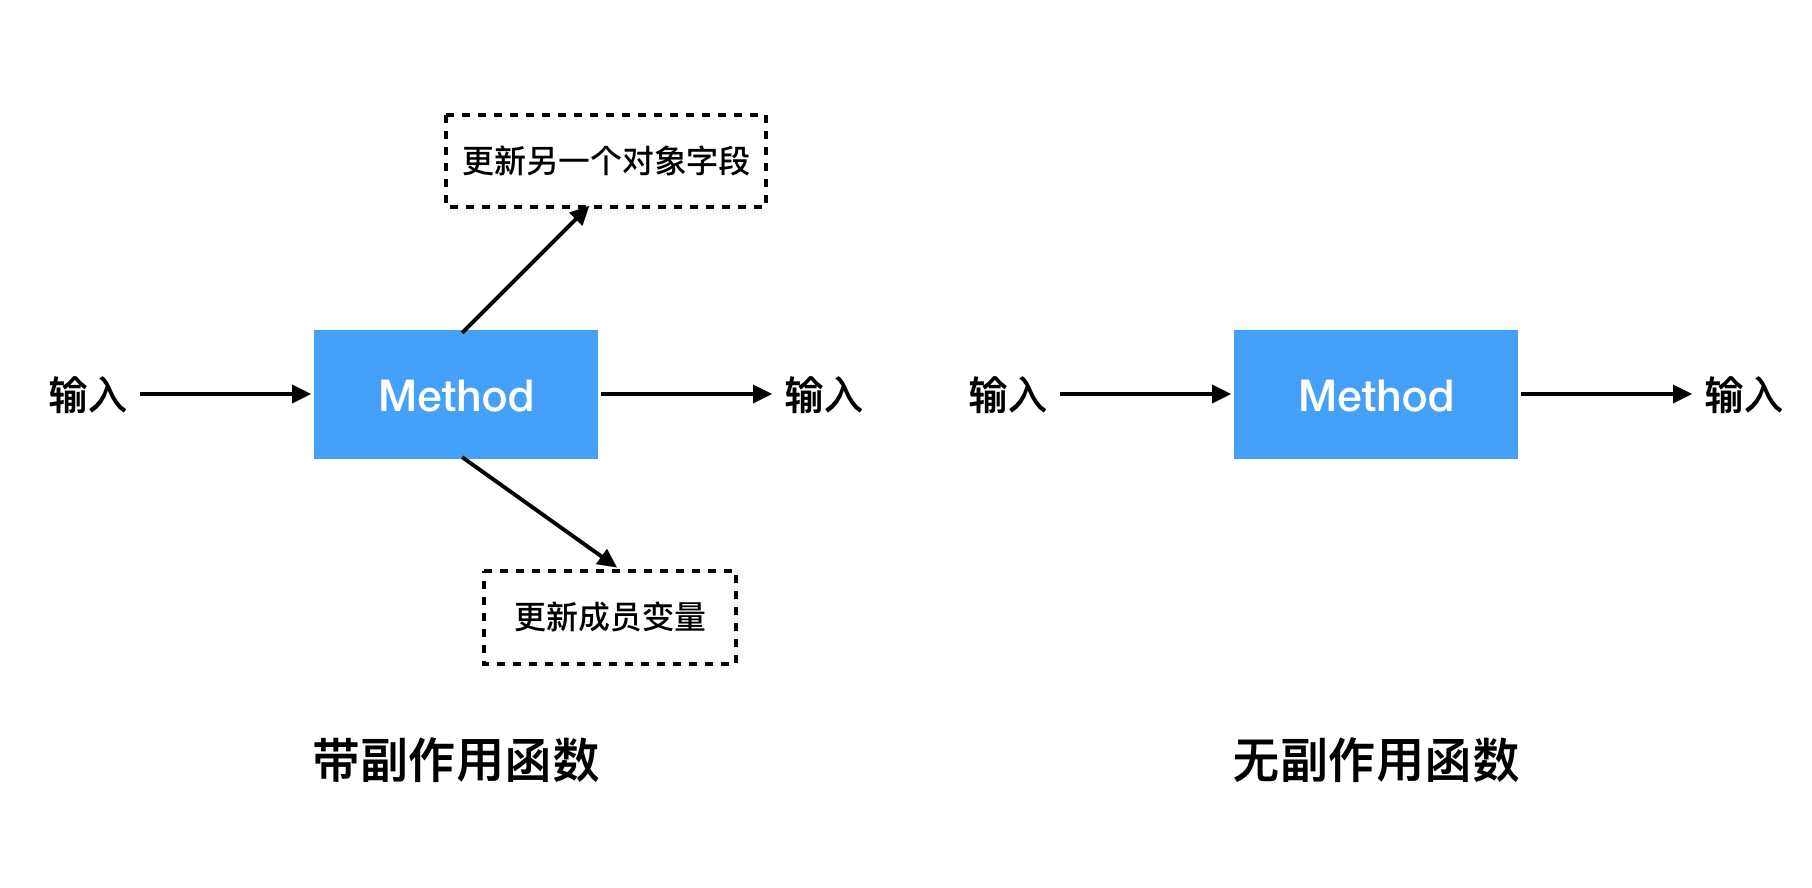 更新另一个对象字段
输入
Method
输入
更新成员变量
带副作用函数
输入
Method
输入
无副作用函数